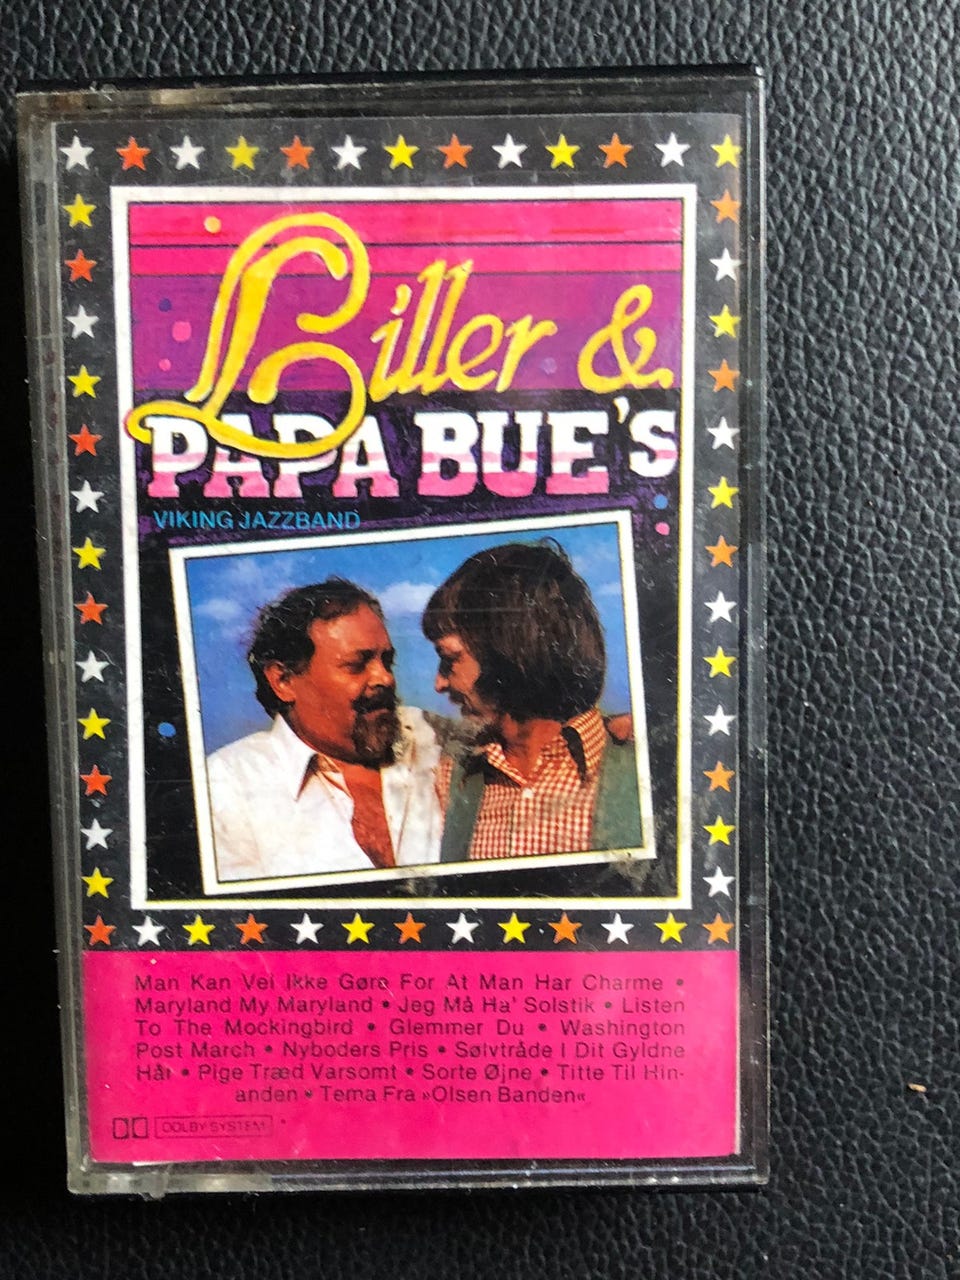 Liller &
PAPA BUE'S
VIKING JAZZBAND
Man Kan Vel Ikke Gøre For At Man Har Charme •
Maryland My Maryland • Jeg Må Ha' Solstik • Listen
To The Mockingbird • Glemmer Du • Washington
Post March • Nyboders Pris • Sølvtråde I Dit Gyldne
Hår • Pige Træd Varsomt • Sorte Øjne • Titte Til Hin-
anden • Tema Fra »Olsen Banden«
DOLBY SYSTEM